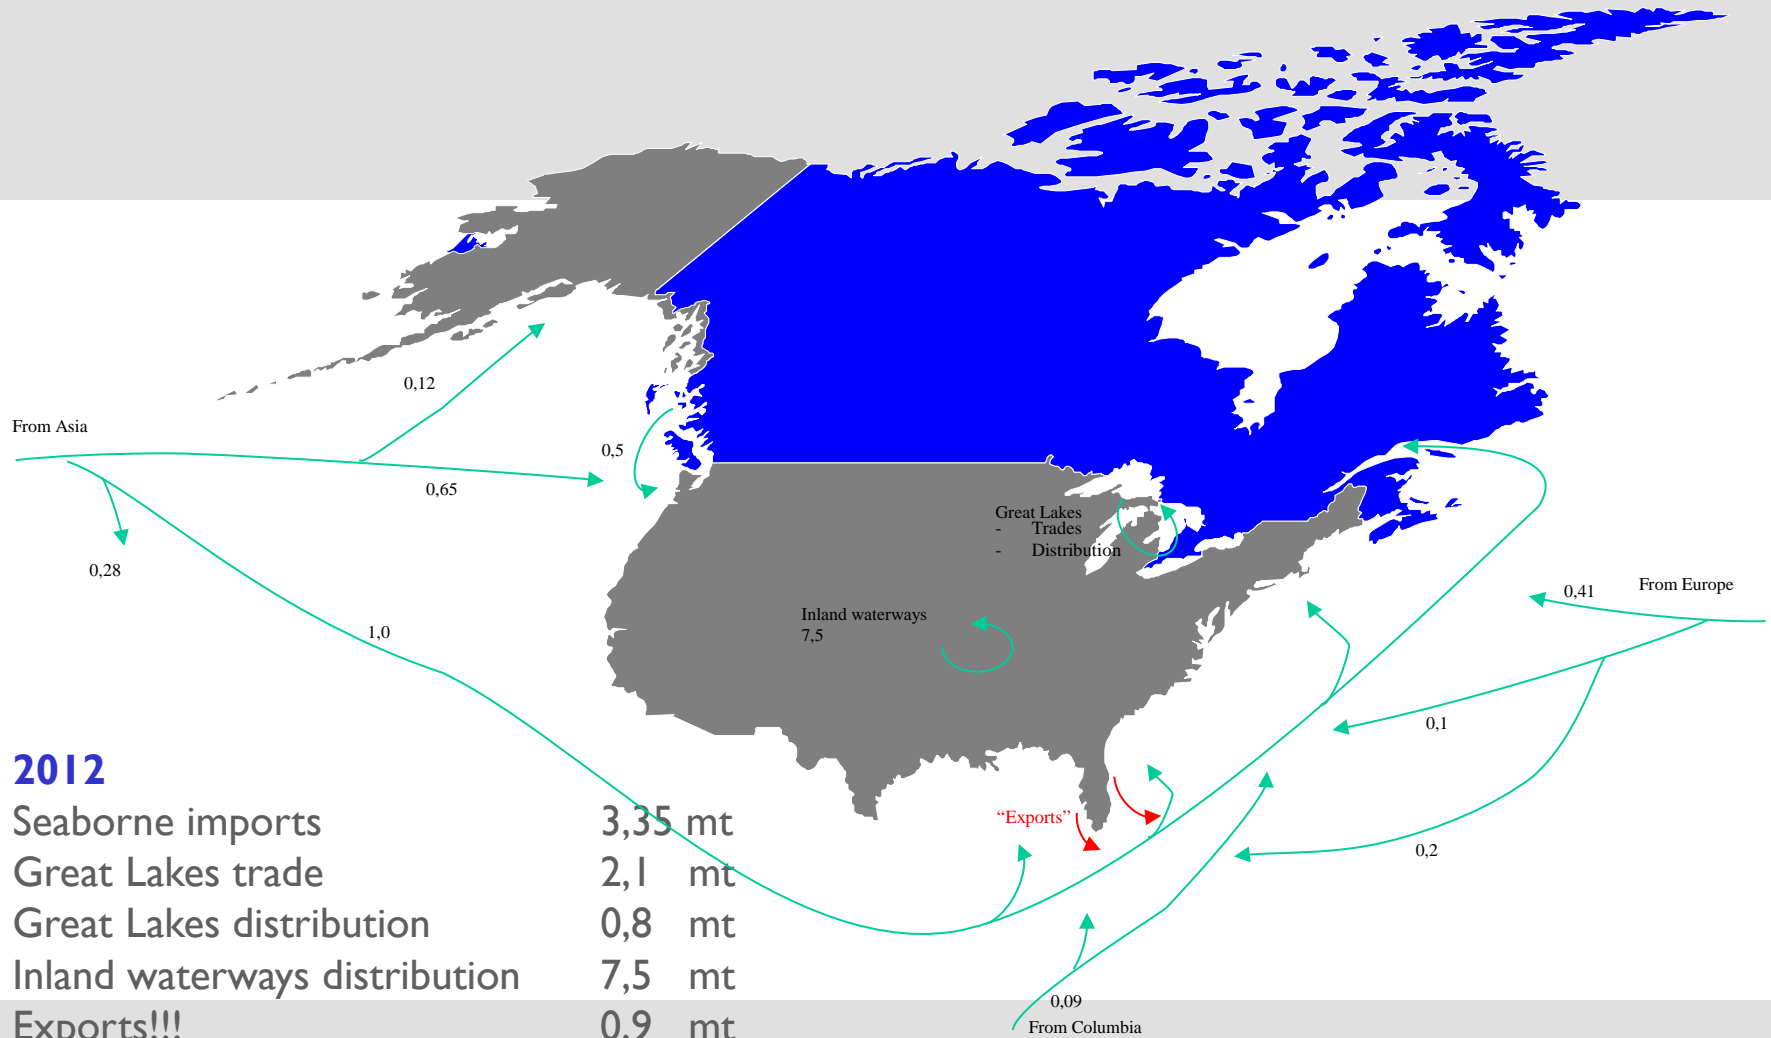 From Asia
0,12
0,5
0,65
0,28
1,0
Great Lakes
- Trades
- Distribution
Inland waterways
7,5
0,41
From Europe
0,1
0,2
“Exports”
0,09
From Columbia
2012
Seaborne imports 3,35 mt
Great Lakes trade 2,1 mt
Great Lakes distribution 0,8 mt
Inland waterways distribution 7,5 mt
Exports!!! 0,9 mt